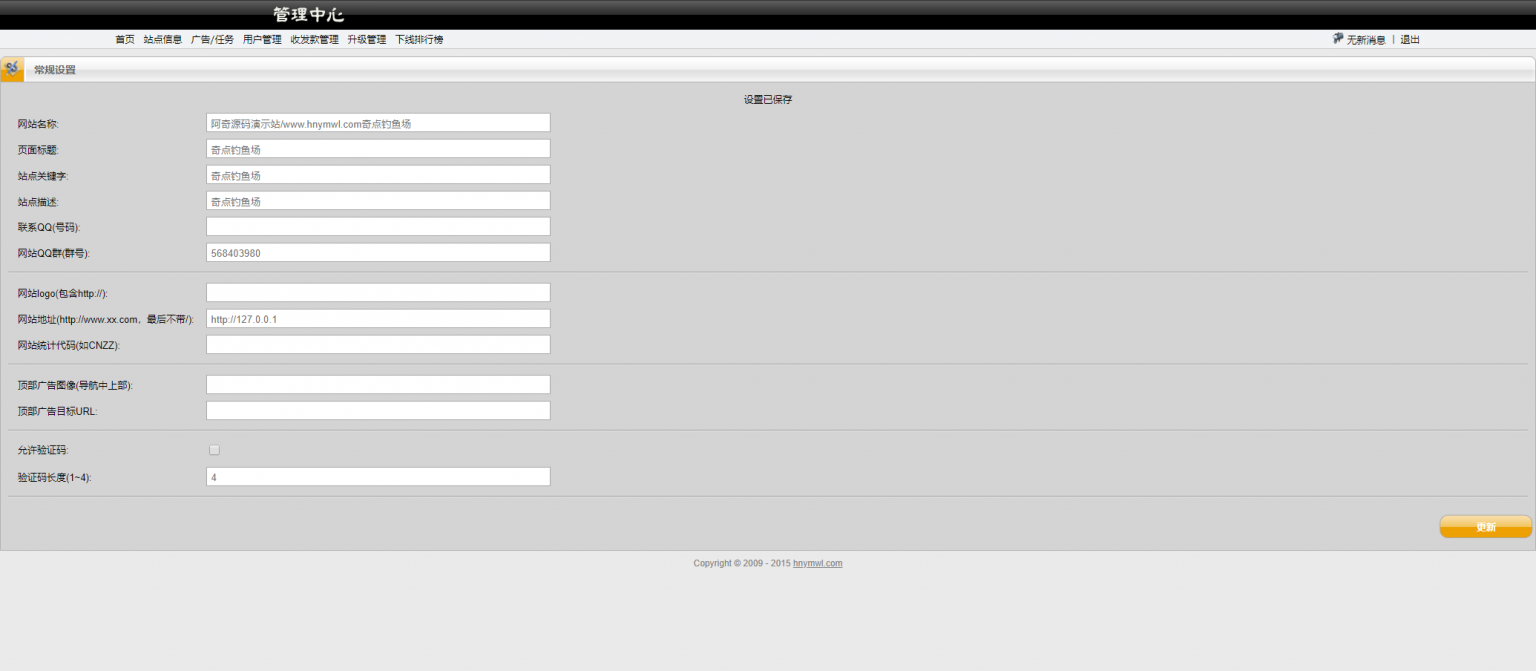 管理中心
首页 站点信息 广告/任务 用户管理 收发款管理 升级管理 下线排行榜 无新消息 | 退出
常规设置
设置已保存
网站名称: 阿奇源码演示站/www.hnymwl.com奇点钓鱼场
页面标题: 奇点钓鱼场
站点关键字: 奇点钓鱼场
站点描述: 奇点钓鱼场
联系QQ(号码):
网站QQ群(群号): 568403980
网站logo(包含http://):
网站地址(http://www.xx.com，最后不带/): http://127.0.0.1
网站统计代码(如CNZZ):
顶部广告图像(导航中上部):
顶部广告目标URL:
允许验证码:
验证码长度(1~4): 4
更新
Copyright © 2009 - 2015 hnymwl.com